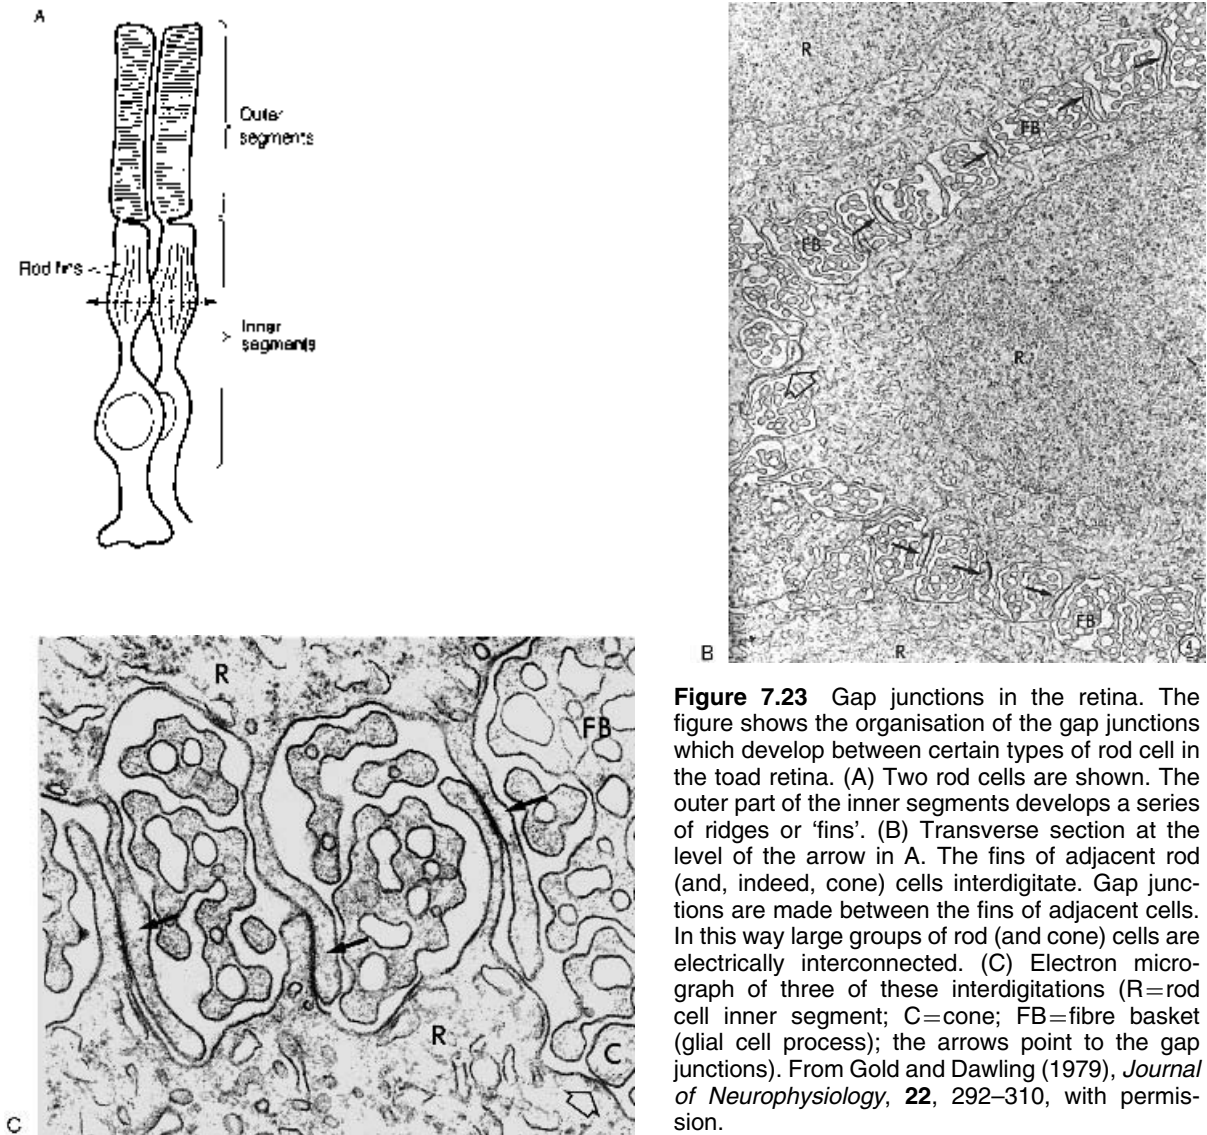 A
Outer
segments
Rod fins
Inner
segments
R
FB
FB
R
FB
R
4
B
R
FB
R
C
C
Figure 7.23 Gap junctions in the retina. The
figure shows the organisation of the gap junctions
which develop between certain types of rod cell in
the toad retina. (A) Two rod cells are shown. The
outer part of the inner segments develops a series
of ridges or ‘fins’. (B) Transverse section at the
level of the arrow in A. The fins of adjacent rod
(and, indeed, cone) cells interdigitate. Gap junc-
tions are made between the fins of adjacent cells.
In this way large groups of rod (and cone) cells are
electrically interconnected. (C) Electron micro-
graph of three of these interdigitations (R=rod
cell inner segment; C=cone; FB=fibre basket
(glial cell process); the arrows point to the gap
junctions). From Gold and Dawling (1979), Journal
of Neurophysiology, 22, 292–310, with permis-
sion.